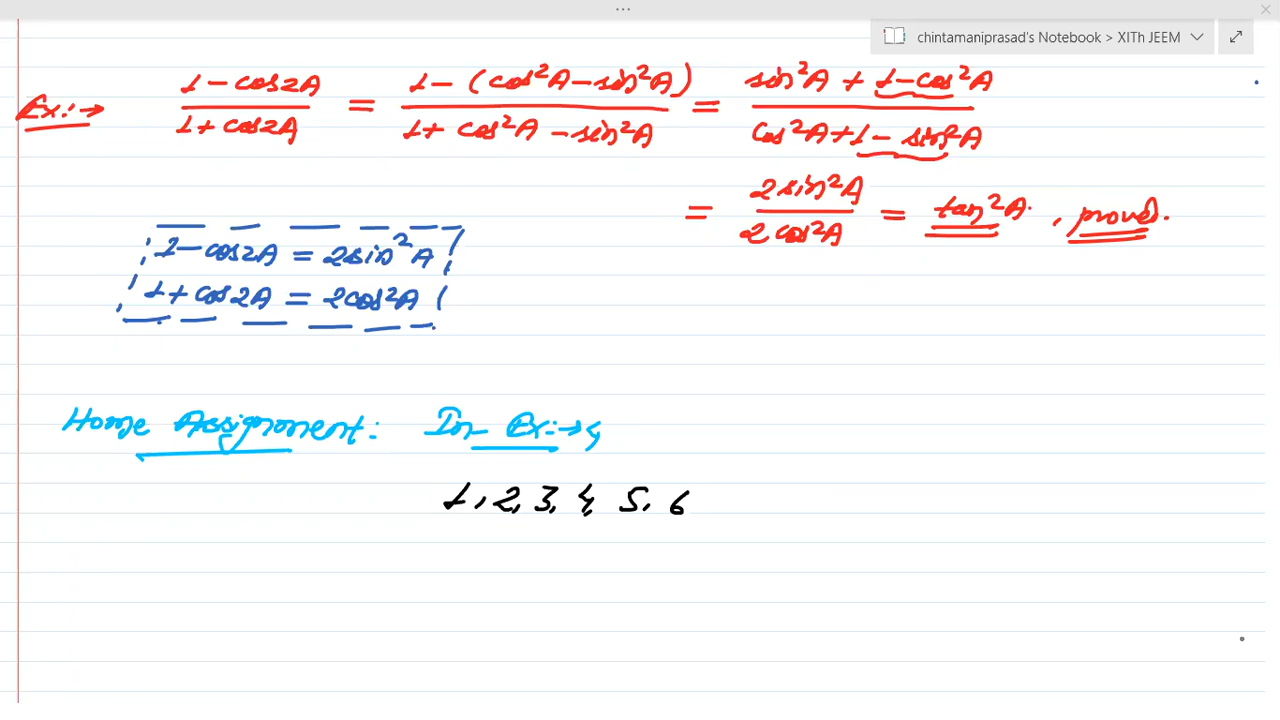 chintamaniprasad's Notebook > XITh JEEM
Ex:→ (1 - cos2A)/(1 + cos2A) = (1 - (cos²A - sin²A))/(1 + cos²A - sin²A) = (sin²A + 1 - cos²A)/(cos²A + 1 - sin²A)
= 2sin²A/2cos²A = tan²A. , proved.
1 - cos2A = 2sin²A
1 + cos2A = 2cos²A
Home Assignment: In Ex:→4
1, 2, 3, 4, 5, 6